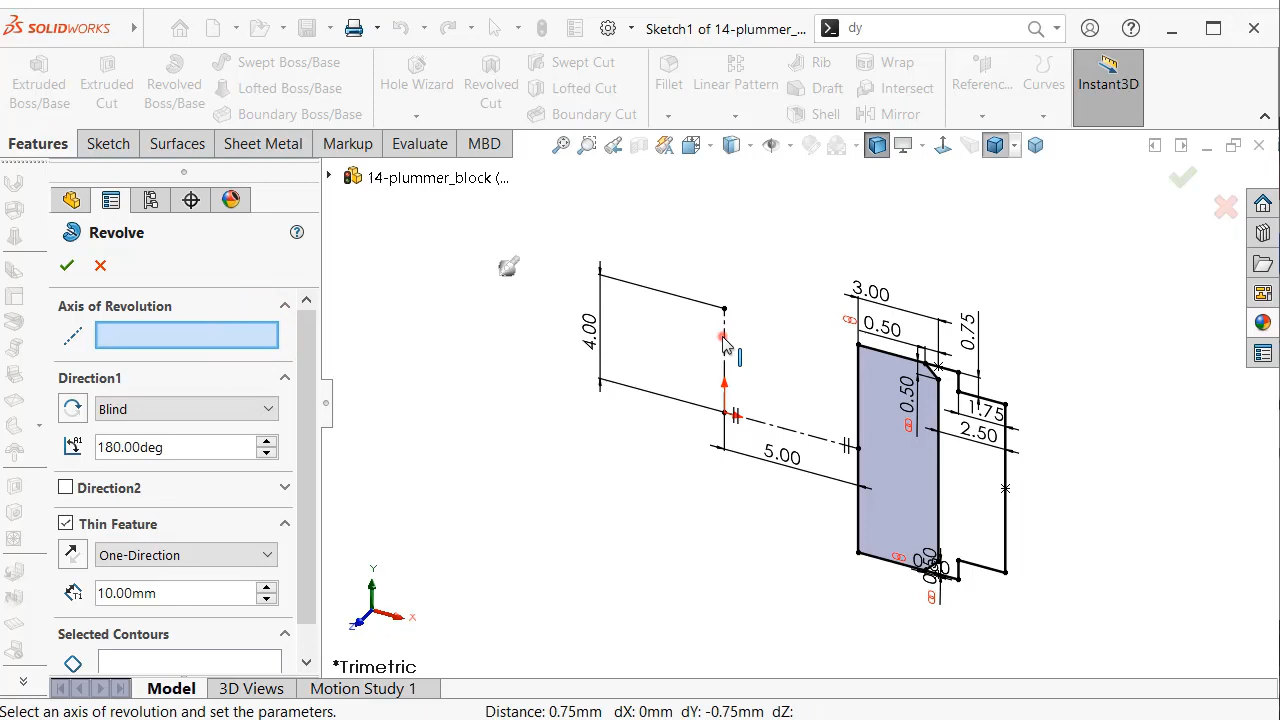 SOLIDWORKS
Sketch1 of 14-plummer_...
dy
Extruded Boss/Base
Extruded Cut
Revolved Boss/Base
Swept Boss/Base
Lofted Boss/Base
Boundary Boss/Base
Hole Wizard
Revolved Cut
Swept Cut
Lofted Cut
Boundary Cut
Fillet
Linear Pattern
Rib
Draft
Shell
Wrap
Intersect
Mirror
Referenc...
Curves
Instant3D
Features
Sketch
Surfaces
Sheet Metal
Markup
Evaluate
MBD
14-plummer_block (...
Revolve
Axis of Revolution
Direction1
Blind
180.00deg
Direction2
Thin Feature
One-Direction
10.00mm
Selected Contours
4.00
5.00
3.00
0.50
0.75
0.50
1.75
2.50
Y
X
Z
*Trimetric
Model
3D Views
Motion Study 1
Select an axis of revolution and set the parameters.
Distance: 0.75mm dX: 0mm dY: -0.75mm dZ: